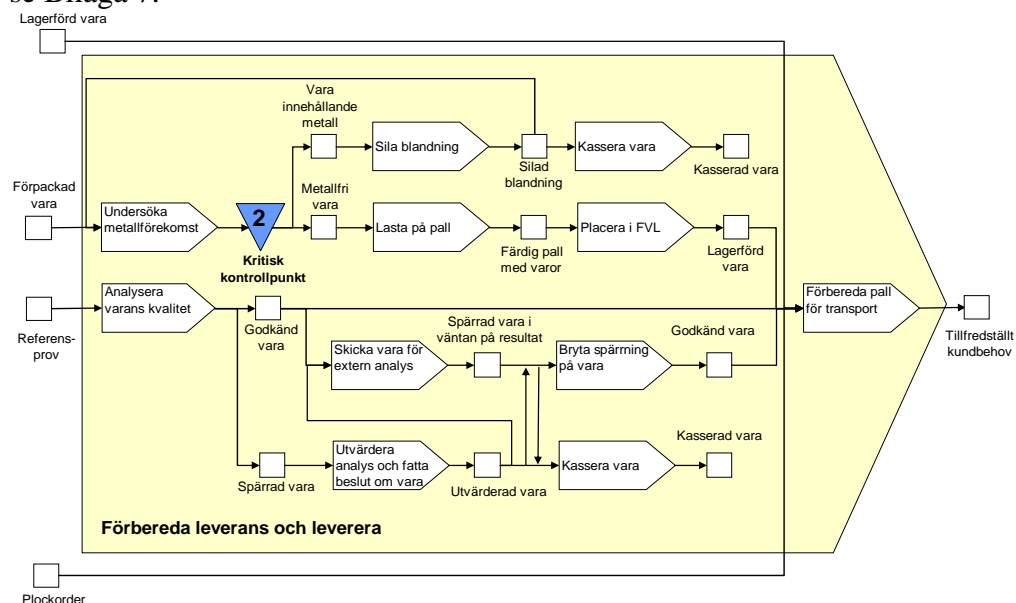 se Bilaga 7.
Lagerförd vara
Vara
innehållande
metall
Sila blandning
Silad
blandning
Kassera vara
Kasserad vara
Förpackad
vara
Undersöka
metallförekomst
2
Kritisk
kontrollpunkt
Metallfri
vara
Lasta på pall
Färdig pall
med varor
Placera i FVL
Lagerförd
vara
Referens-
prov
Analysera
varans kvalitet
Godkänd
vara
Förbereda pall
för transport
Tillfredställt
kundbehov
Skicka vara för
extern analys
Spärrad vara i
väntan på resultat
Bryta spärrning
på vara
Godkänd vara
Spärrad vara
Utvärdera
analys och fatta
beslut om vara
Utvärderad vara
Kassera vara
Kasserad vara
Förbereda leverans och leverera
Plockorder